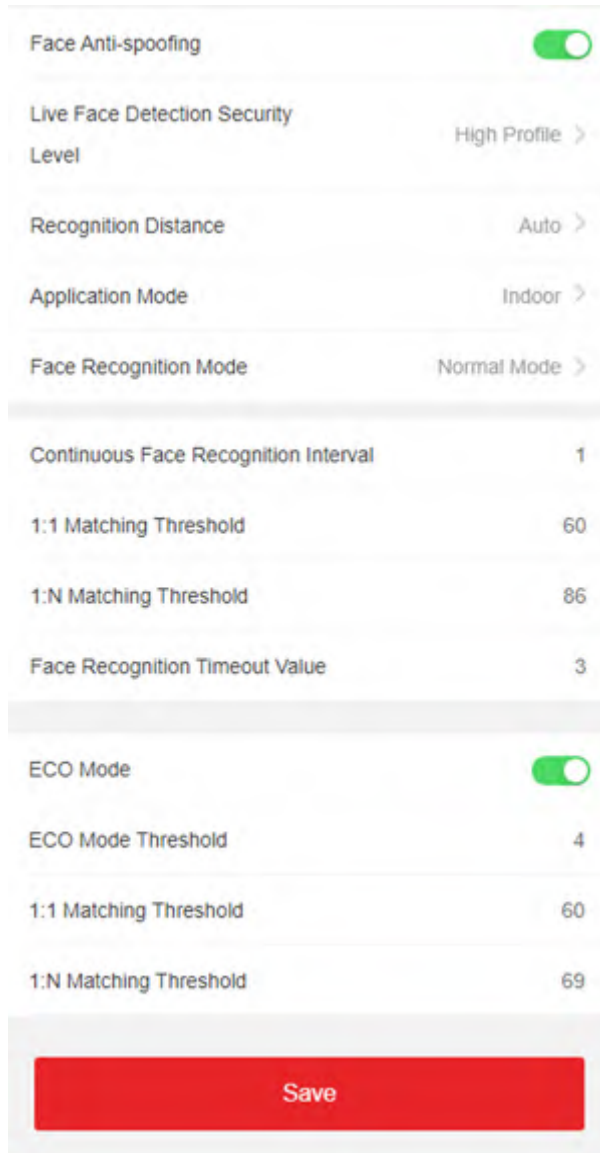 Face Anti-spoofing
Live Face Detection Security
Level
High Profile >
Recognition Distance Auto >
Application Mode Indoor >
Face Recognition Mode Normal Mode >
Continuous Face Recognition Interval 1
1:1 Matching Threshold 60
1:N Matching Threshold 86
Face Recognition Timeout Value 3
ECO Mode
ECO Mode Threshold 4
1:1 Matching Threshold 60
1:N Matching Threshold 69
Save